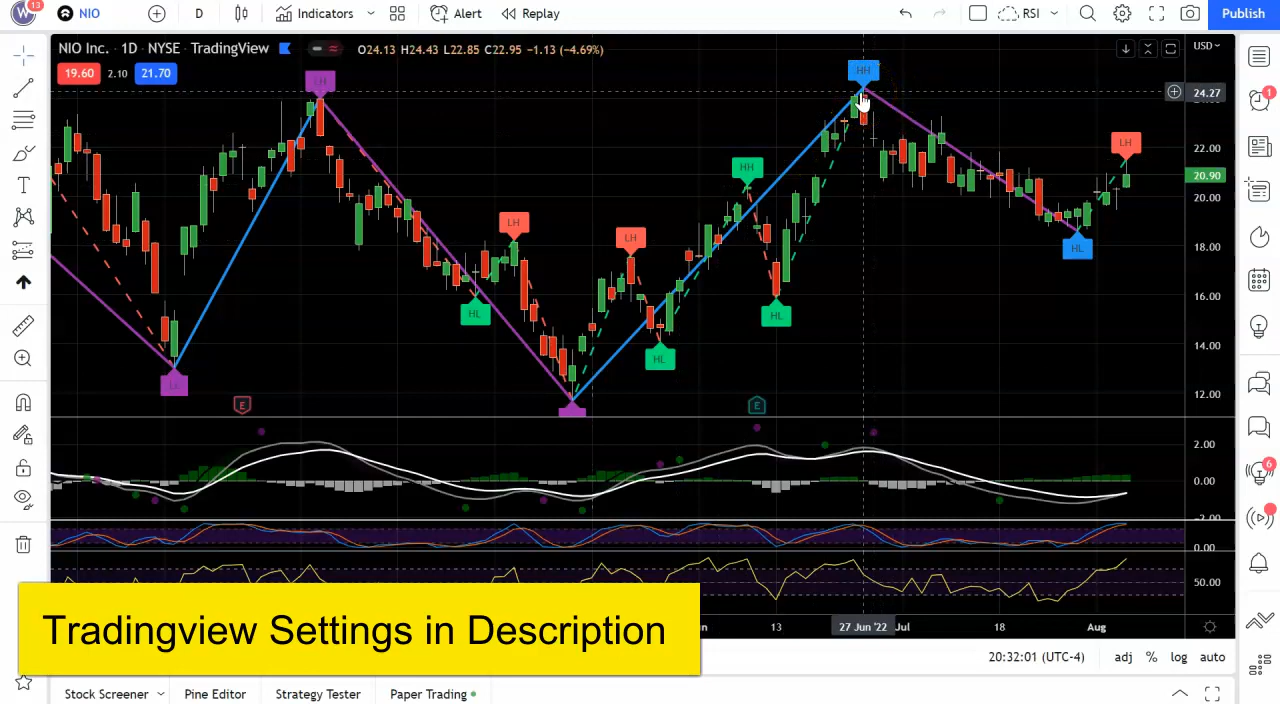 13
W
NIO
D
Indicators
Alert
Replay
RSI
Publish
NIO Inc. · 1D · NYSE · TradingView
O24.13 H24.43 L22.85 C22.95 −1.13 (−4.69%)
19.60
2.10
21.70
USD
LH
HH
24.27
1
HH
LH
22.00
20.90
20.00
LH
LH
18.00
HL
HL
HL
16.00
HL
14.00
12.00
E
E
2.00
0.00
6
0.00
50.00
13
27 Jun '22
Jul
18
Aug
Tradingview Settings in Description
20:32:01 (UTC-4)
adj
%
log
auto
Stock Screener
Pine Editor
Strategy Tester
Paper Trading